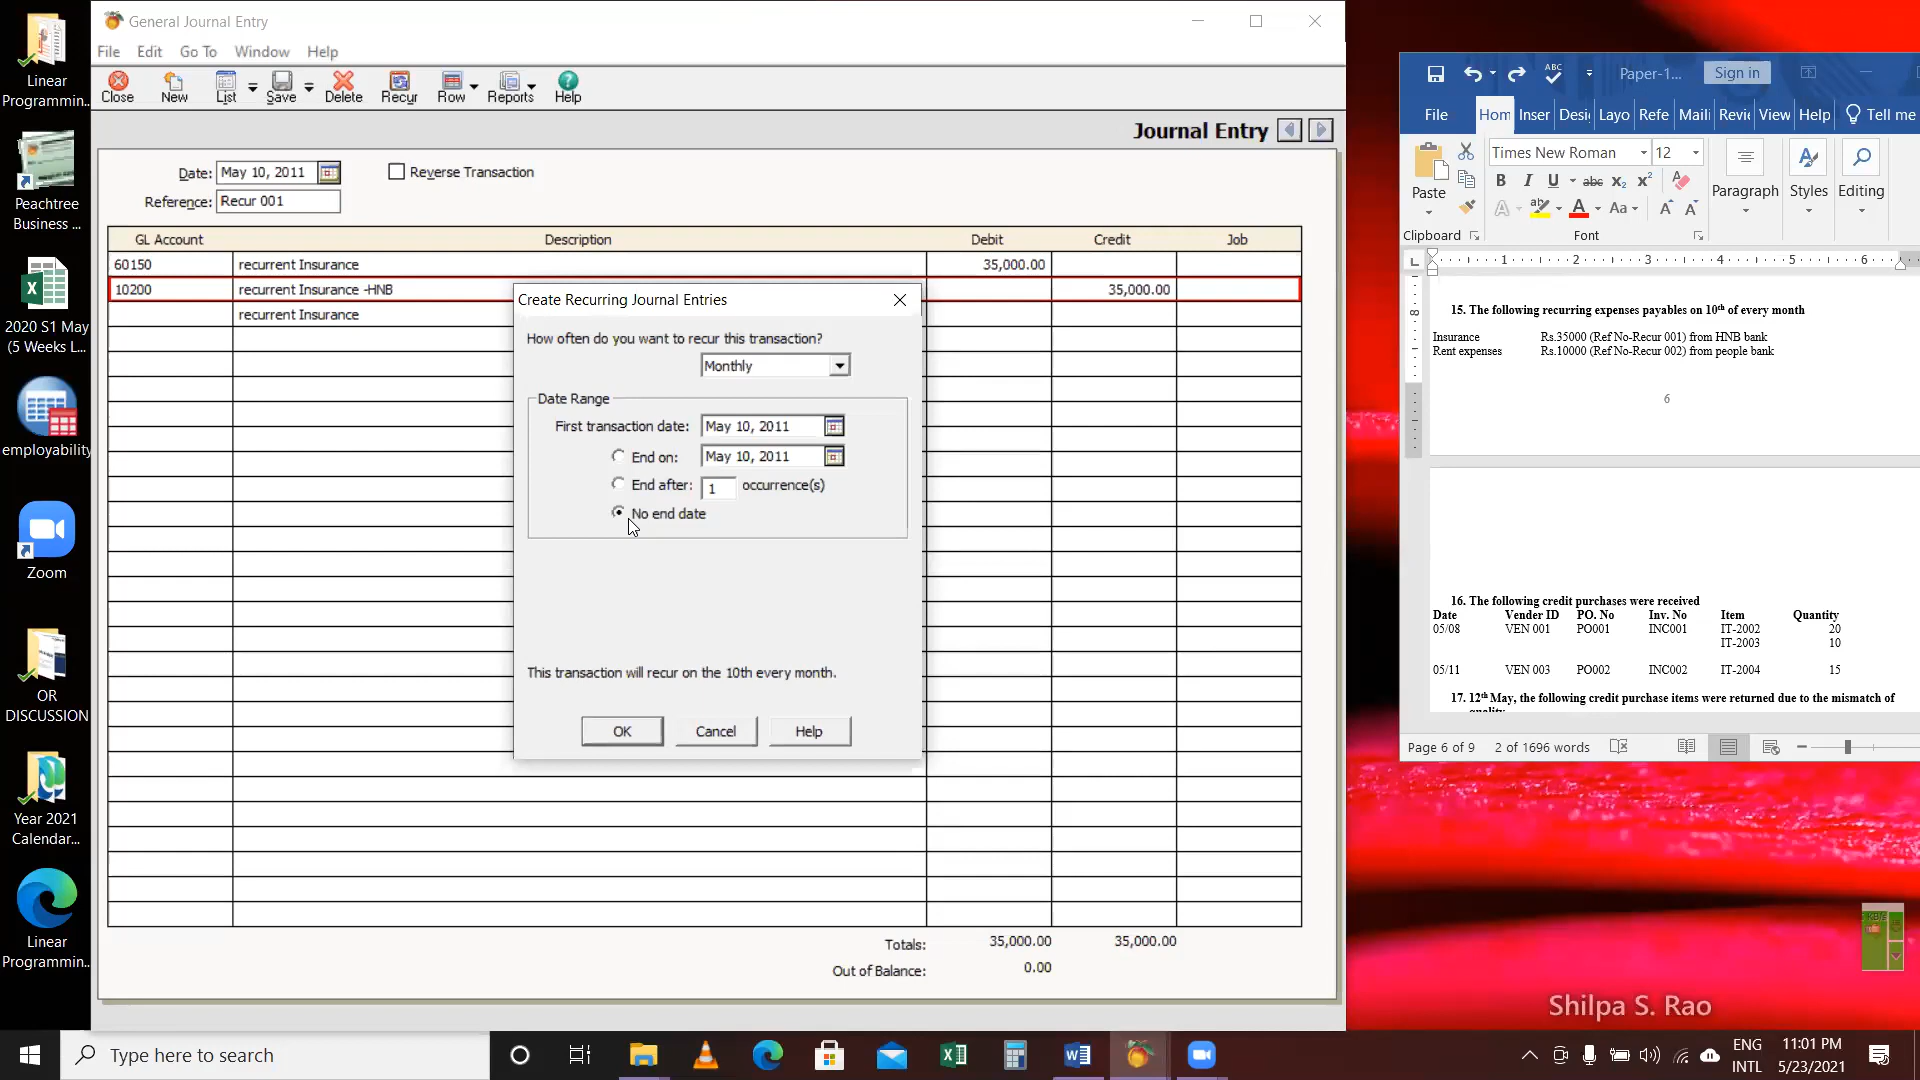 Linear
Programmin...
Peachtree
Business ...
2020 S1 May
(5 Weeks L...
employability
Zoom
OR
DISCUSSION
Year 2021
Calendar...
Linear
Programmin...
General Journal Entry
File Edit Go To Window Help
Close New List Save Delete Recur Row Reports Help
Journal Entry
Date: May 10, 2011 Reverse Transaction
Reference: Recur 001
GL Account Description Debit Credit Job
60150 recurrent Insurance 35,000.00
10200 recurrent Insurance -HNB 35,000.00
recurrent Insurance
Create Recurring Journal Entries
How often do you want to recur this transaction?
Monthly
Date Range
First transaction date: May 10, 2011
End on: May 10, 2011
End after: 1 occurrence(s)
No end date
This transaction will recur on the 10th every month.
OK Cancel Help
Totals: 35,000.00 35,000.00
Out of Balance: 0.00
Paper-1... Sign in
File Hom Inser Desi Layo Refe Maili Revie View Help Tell me
Times New Roman 12
Paste
Paragraph Styles Editing
Clipboard Font
1 2 3 4 5 6
8
15. The following recurring expenses payables on 10th of every month
Insurance Rs.35000 (Ref No-Recur 001) from HNB bank
Rent expenses Rs.10000 (Ref No-Recur 002) from people bank
6
16. The following credit purchases were received
Date Vender ID PO. No Inv. No Item Quantity
05/08 VEN 001 PO001 INC001 IT-2002 20
IT-2003 10
05/11 VEN 003 PO002 INC002 IT-2004 15
17. 12th May, the following credit purchase items were returned due to the mismatch of
quality
Page 6 of 9 2 of 1696 words
Shilpa S. Rao
Type here to search
ENG
INTL
11:01 PM
5/23/2021